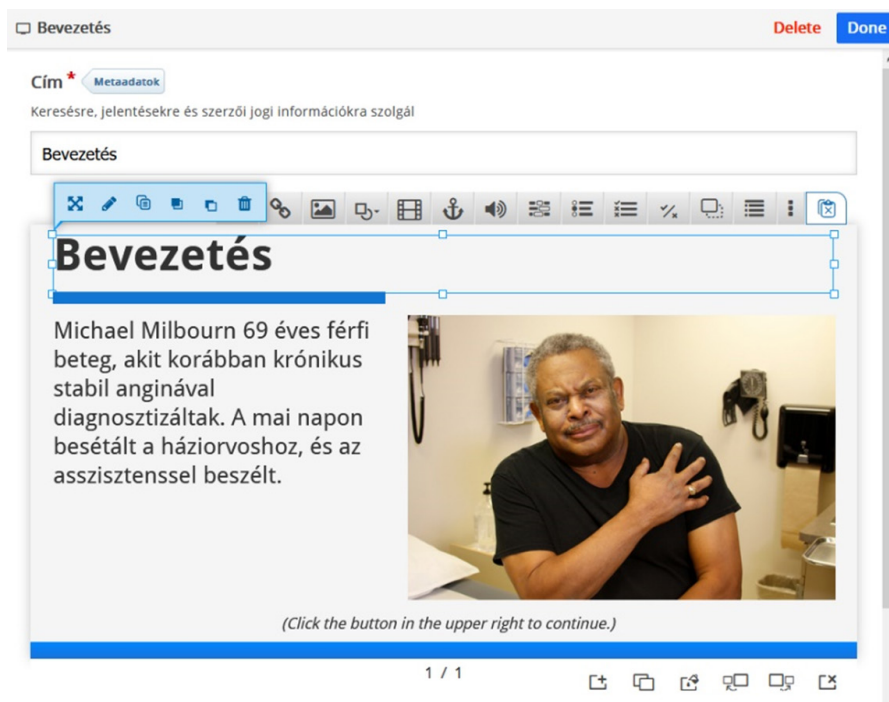 Bevezetés
Delete
Done
Cím *
Metaadatok
Keresésre, jelentésekre és szerzői jogi információkra szolgál
Bevezetés
Bevezetés
Michael Milbourn 69 éves férfi
beteg, akit korábban krónikus
stabil anginával
diagnosztizáltak. A mai napon
besétált a háziorvoshoz, és az
asszisztenssel beszélt.
(Click the button in the upper right to continue.)
1 / 1